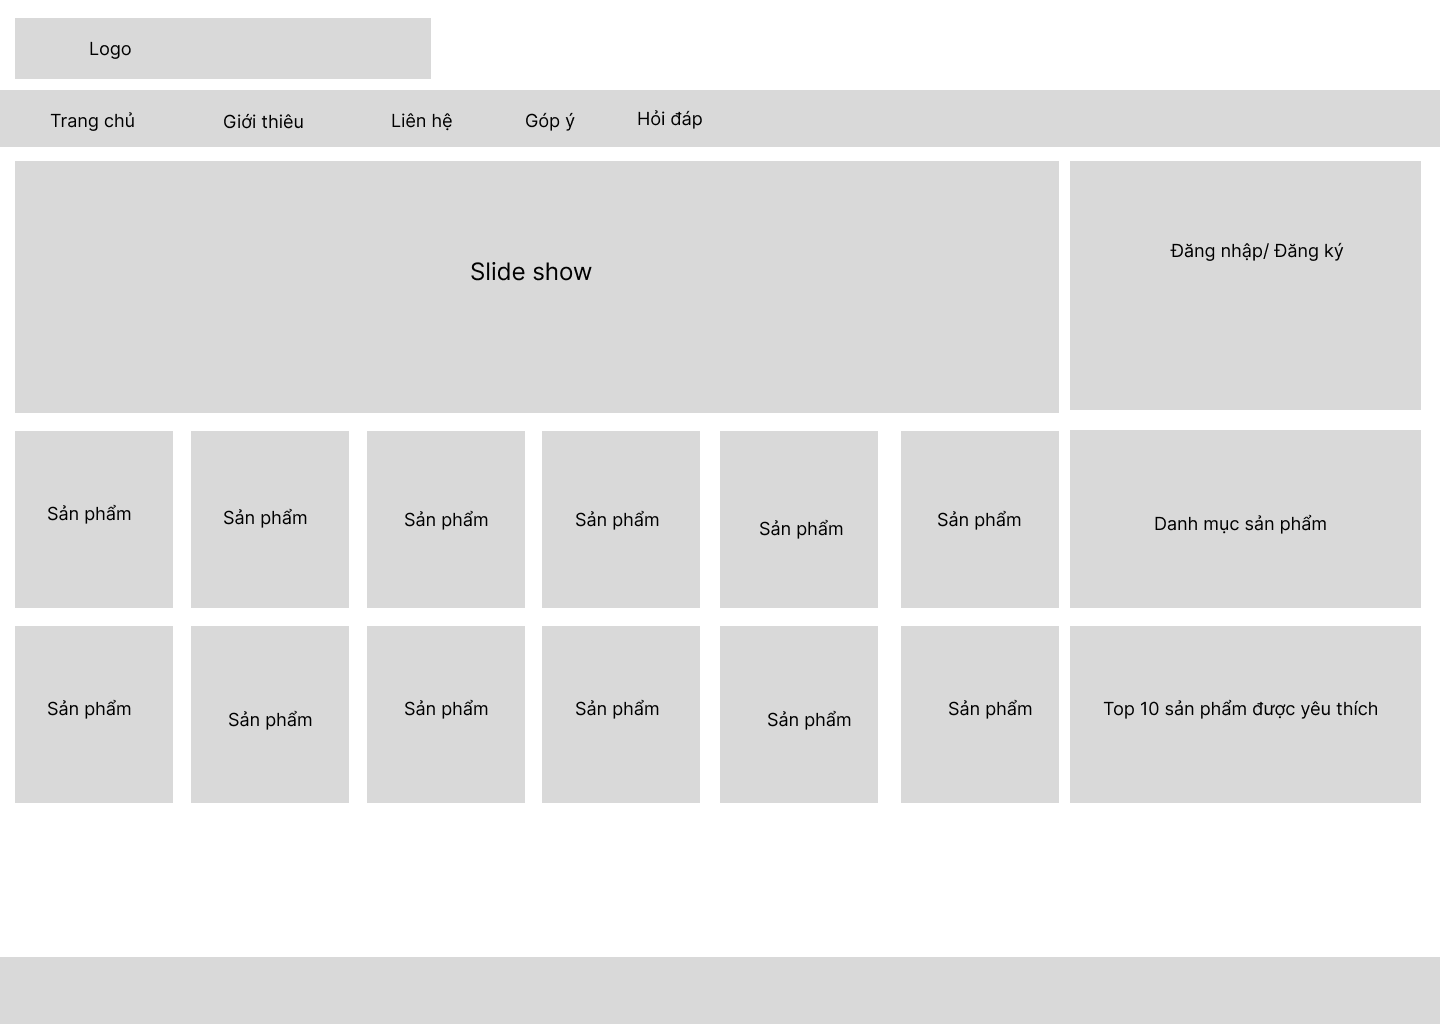 Logo
Trang chủ
Giới thiêu
Liên hệ
Góp ý
Hỏi đáp
Slide show
Đăng nhập/ Đăng ký
Sản phẩm
Sản phẩm
Sản phẩm
Sản phẩm
Sản phẩm
Sản phẩm
Danh mục sản phẩm
Sản phẩm
Sản phẩm
Sản phẩm
Sản phẩm
Sản phẩm
Sản phẩm
Top 10 sản phẩm được yêu thích